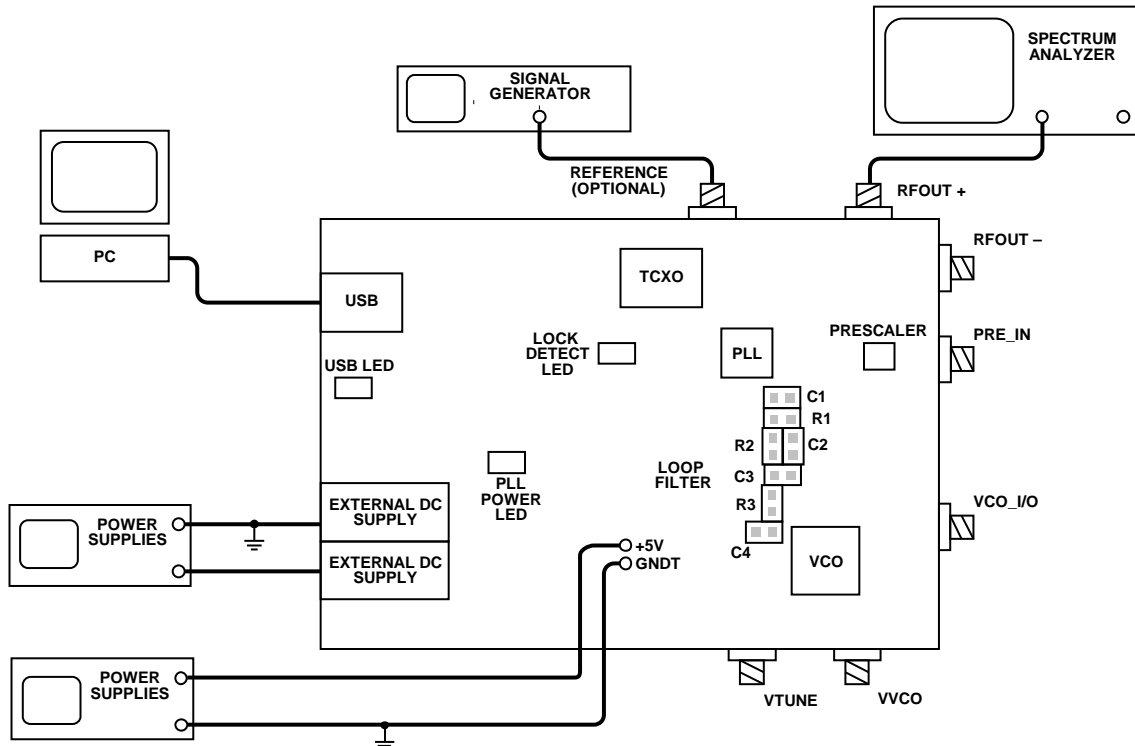 SPECTRUM
ANALYZER
SIGNAL
GENERATOR
REFERENCE
(OPTIONAL)
RFOUT +
RFOUT –
PC
USB
TCXO
LOCK
DETECT
LED
PLL
PRESCALER
PRE_IN
USB LED
C1
R1
R2
C2
C3
R3
C4
LOOP
FILTER
PLL
POWER
LED
VCO_I/O
POWER
SUPPLIES
EXTERNAL DC
SUPPLY
EXTERNAL DC
SUPPLY
+5V
GNDT
VCO
POWER
SUPPLIES
VTUNE
VVCO